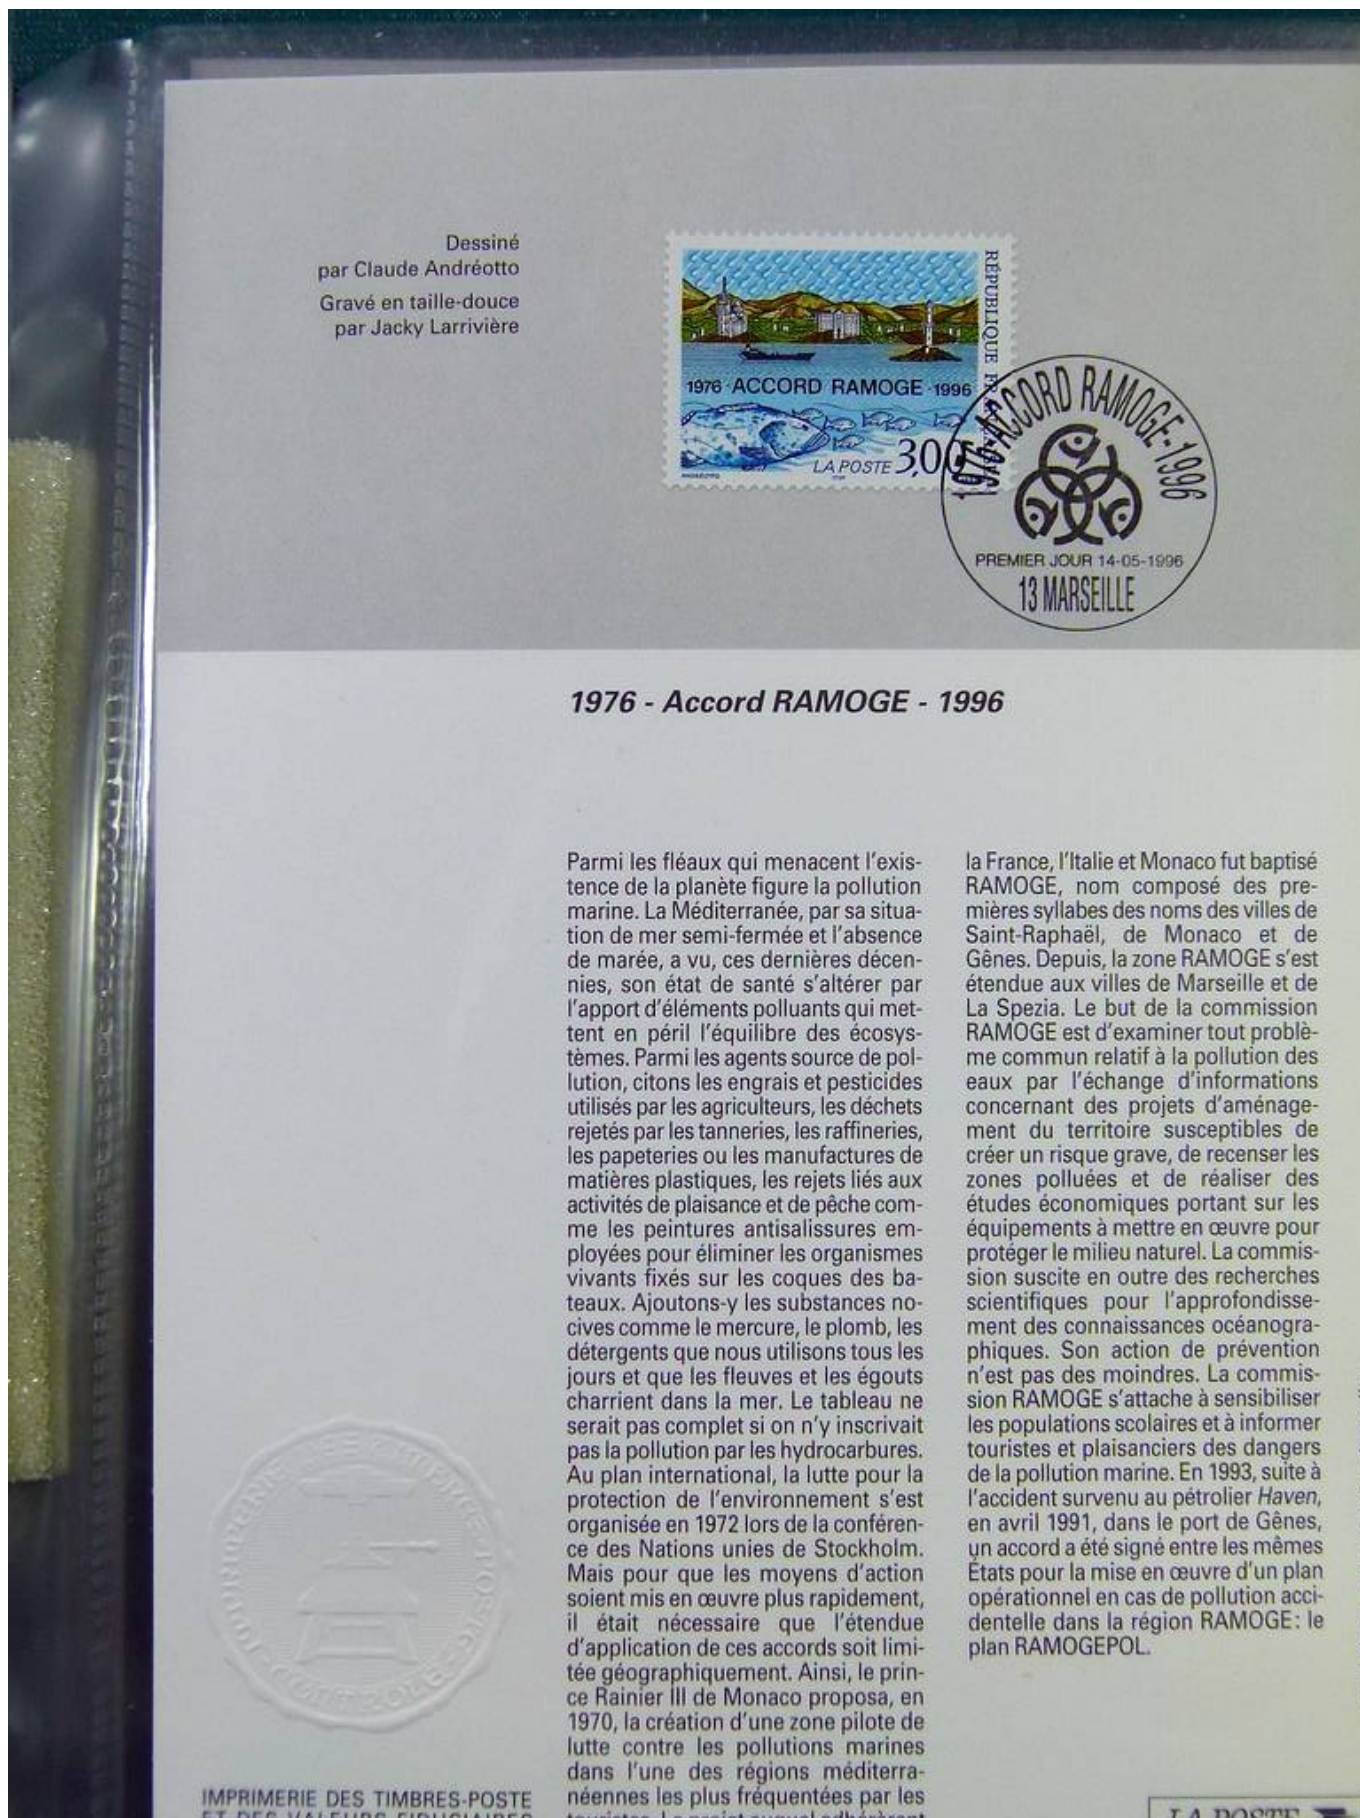 Dessiné
par Claude Andréotto
Gravé en taille-douce
par Jacky Larrivière
RÉPUBLIQUE
1976 · ACCORD RAMOGE · 1996
LA POSTE 3,00
1976-ACCORD RAMOGE-1996
PREMIER JOUR 14-05-1996
13 MARSEILLE
1976 - Accord RAMOGE - 1996
Parmi les fléaux qui menacent l'exis-
tence de la planète figure la pollution
marine. La Méditerranée, par sa situa-
tion de mer semi-fermée et l'absence
de marée, a vu, ces dernières décen-
nies, son état de santé s'altérer par
l'apport d'éléments polluants qui met-
tent en péril l'équilibre des écosys-
tèmes. Parmi les agents source de pol-
lution, citons les engrais et pesticides
utilisés par les agriculteurs, les déchets
rejetés par les tanneries, les raffineries,
les papeteries ou les manufactures de
matières plastiques, les rejets liés aux
activités de plaisance et de pêche com-
me les peintures antisalissures em-
ployées pour éliminer les organismes
vivants fixés sur les coques des ba-
teaux. Ajoutons-y les substances no-
cives comme le mercure, le plomb, les
détergents que nous utilisons tous les
jours et que les fleuves et les égouts
charrient dans la mer. Le tableau ne
serait pas complet si on n'y inscrivait
pas la pollution par les hydrocarbures.
Au plan international, la lutte pour la
protection de l'environnement s'est
organisée en 1972 lors de la conféren-
ce des Nations unies de Stockholm.
Mais pour que les moyens d'action
soient mis en œuvre plus rapidement,
il était nécessaire que l'étendue
d'application de ces accords soit limi-
tée géographiquement. Ainsi, le prin-
ce Rainier III de Monaco proposa, en
1970, la création d'une zone pilote de
lutte contre les pollutions marines
dans l'une des régions méditerra-
néennes les plus fréquentées par les
touristes. Le projet auquel adhérèrent
la France, l'Italie et Monaco fut baptisé
RAMOGE, nom composé des pre-
mières syllabes des noms des villes de
Saint-Raphaël, de Monaco et de
Gênes. Depuis, la zone RAMOGE s'est
étendue aux villes de Marseille et de
La Spezia. Le but de la commission
RAMOGE est d'examiner tout problè-
me commun relatif à la pollution des
eaux par l'échange d'informations
concernant des projets d'aménage-
ment du territoire susceptibles de
créer un risque grave, de recenser les
zones polluées et de réaliser des
études économiques portant sur les
équipements à mettre en œuvre pour
protéger le milieu naturel. La commis-
sion suscite en outre des recherches
scientifiques pour l'approfondisse-
ment des connaissances océanogra-
phiques. Son action de prévention
n'est pas des moindres. La commis-
sion RAMOGE s'attache à sensibiliser
les populations scolaires et à informer
touristes et plaisanciers des dangers
de la pollution marine. En 1993, suite à
l'accident survenu au pétrolier Haven,
en avril 1991, dans le port de Gênes,
un accord a été signé entre les mêmes
États pour la mise en œuvre d'un plan
opérationnel en cas de pollution acci-
dentelle dans la région RAMOGE : le
plan RAMOGEPOL.
CONTROLE
IMPRIMERIE DES TIMBRES-POSTE
ET DES VALEURS FIDUCIAIRES
LA POSTE